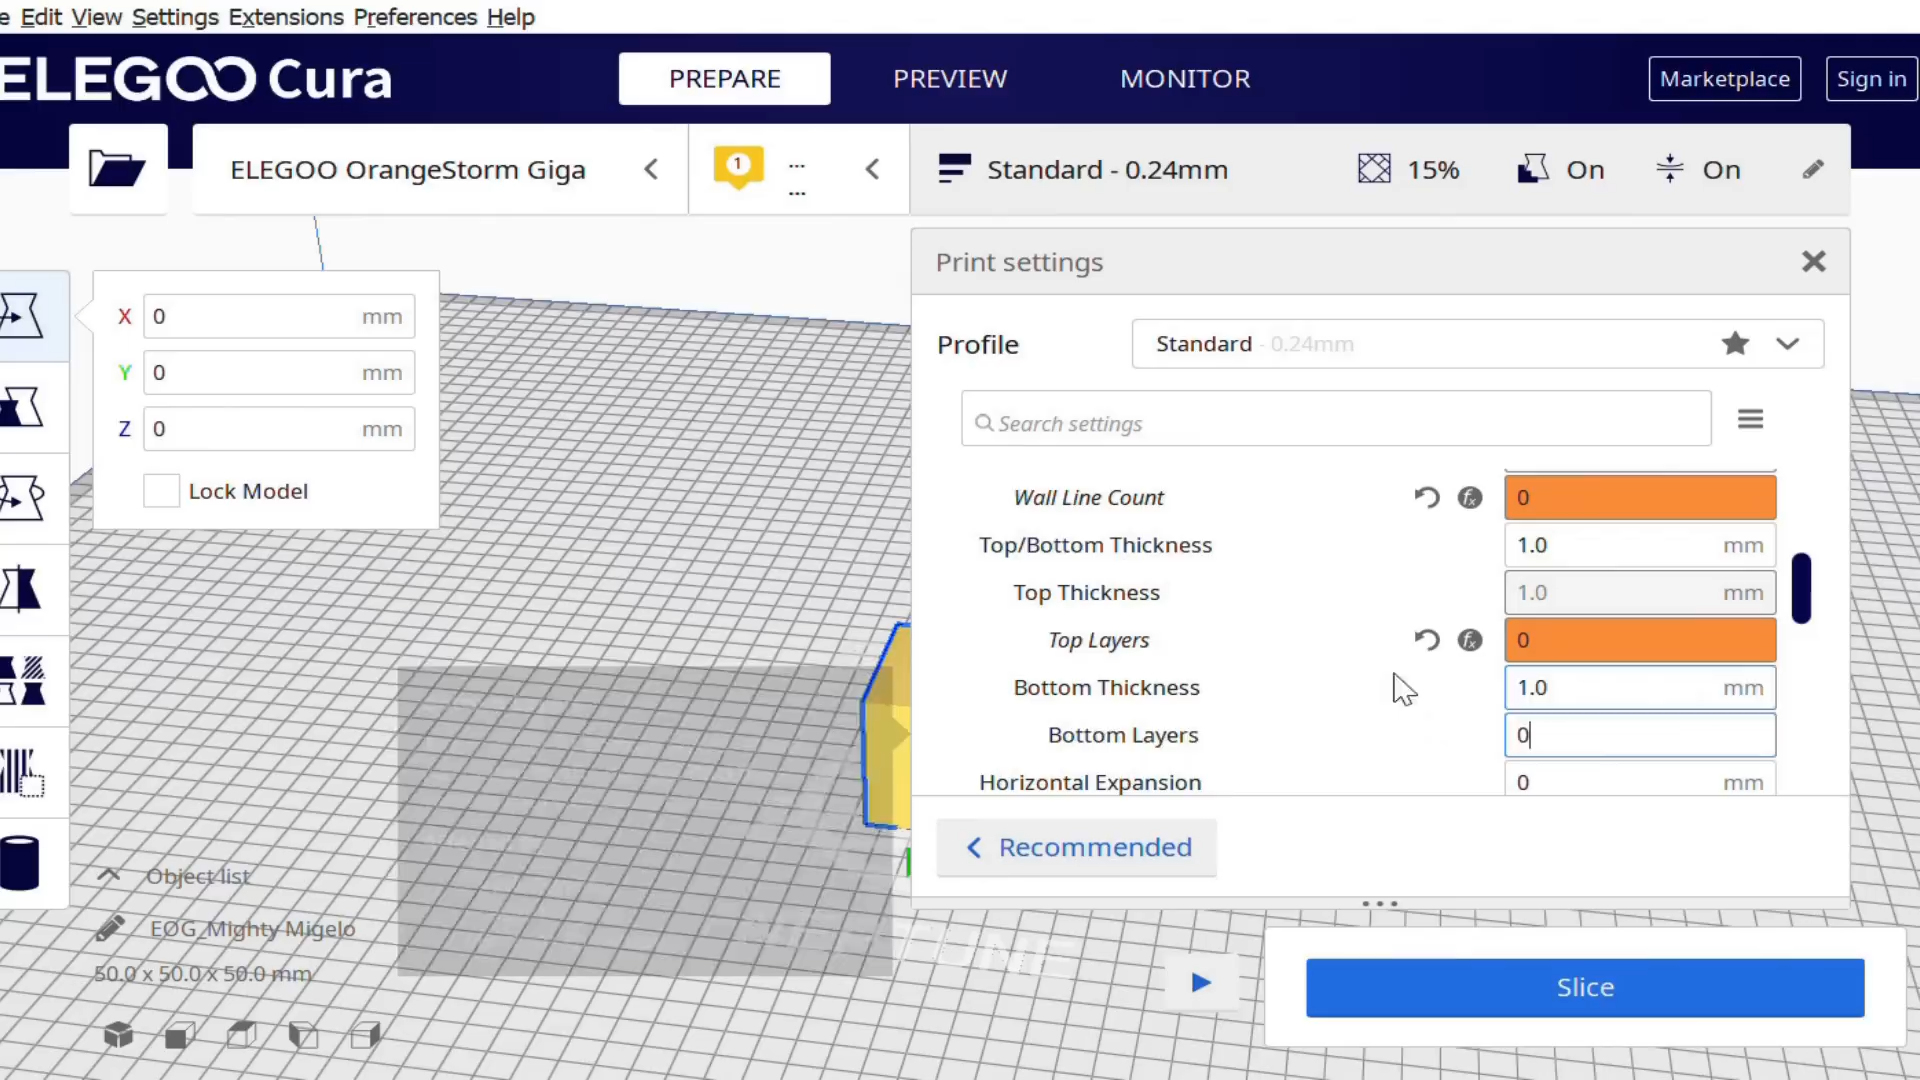 e Edit View Settings Extensions Preferences Help
ELEGOO Cura
PREPARE
PREVIEW
MONITOR
Marketplace
Sign in
ELEGOO OrangeStorm Giga
1
...
...
Standard - 0.24mm
15%
On
On
Print settings
X 0 mm
Y 0 mm
Z 0 mm
Lock Model
Profile
Standard - 0.24mm
Search settings
Wall Line Count
fx
0
Top/Bottom Thickness
1.0 mm
Top Thickness
1.0 mm
Top Layers
fx
0
Bottom Thickness
1.0 mm
Bottom Layers
0
Horizontal Expansion
0 mm
Recommended
Object list
EOG_Mighty Migelo
50.0 x 50.0 x 50.0 mm
Slice